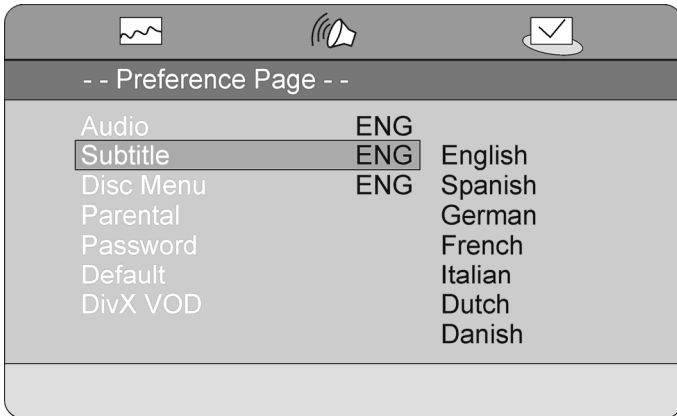 - - Preference Page - -
Audio ENG
Subtitle ENG English
Disc Menu ENG Spanish
Parental German
Password French
Default Italian
DivX VOD Dutch
Danish